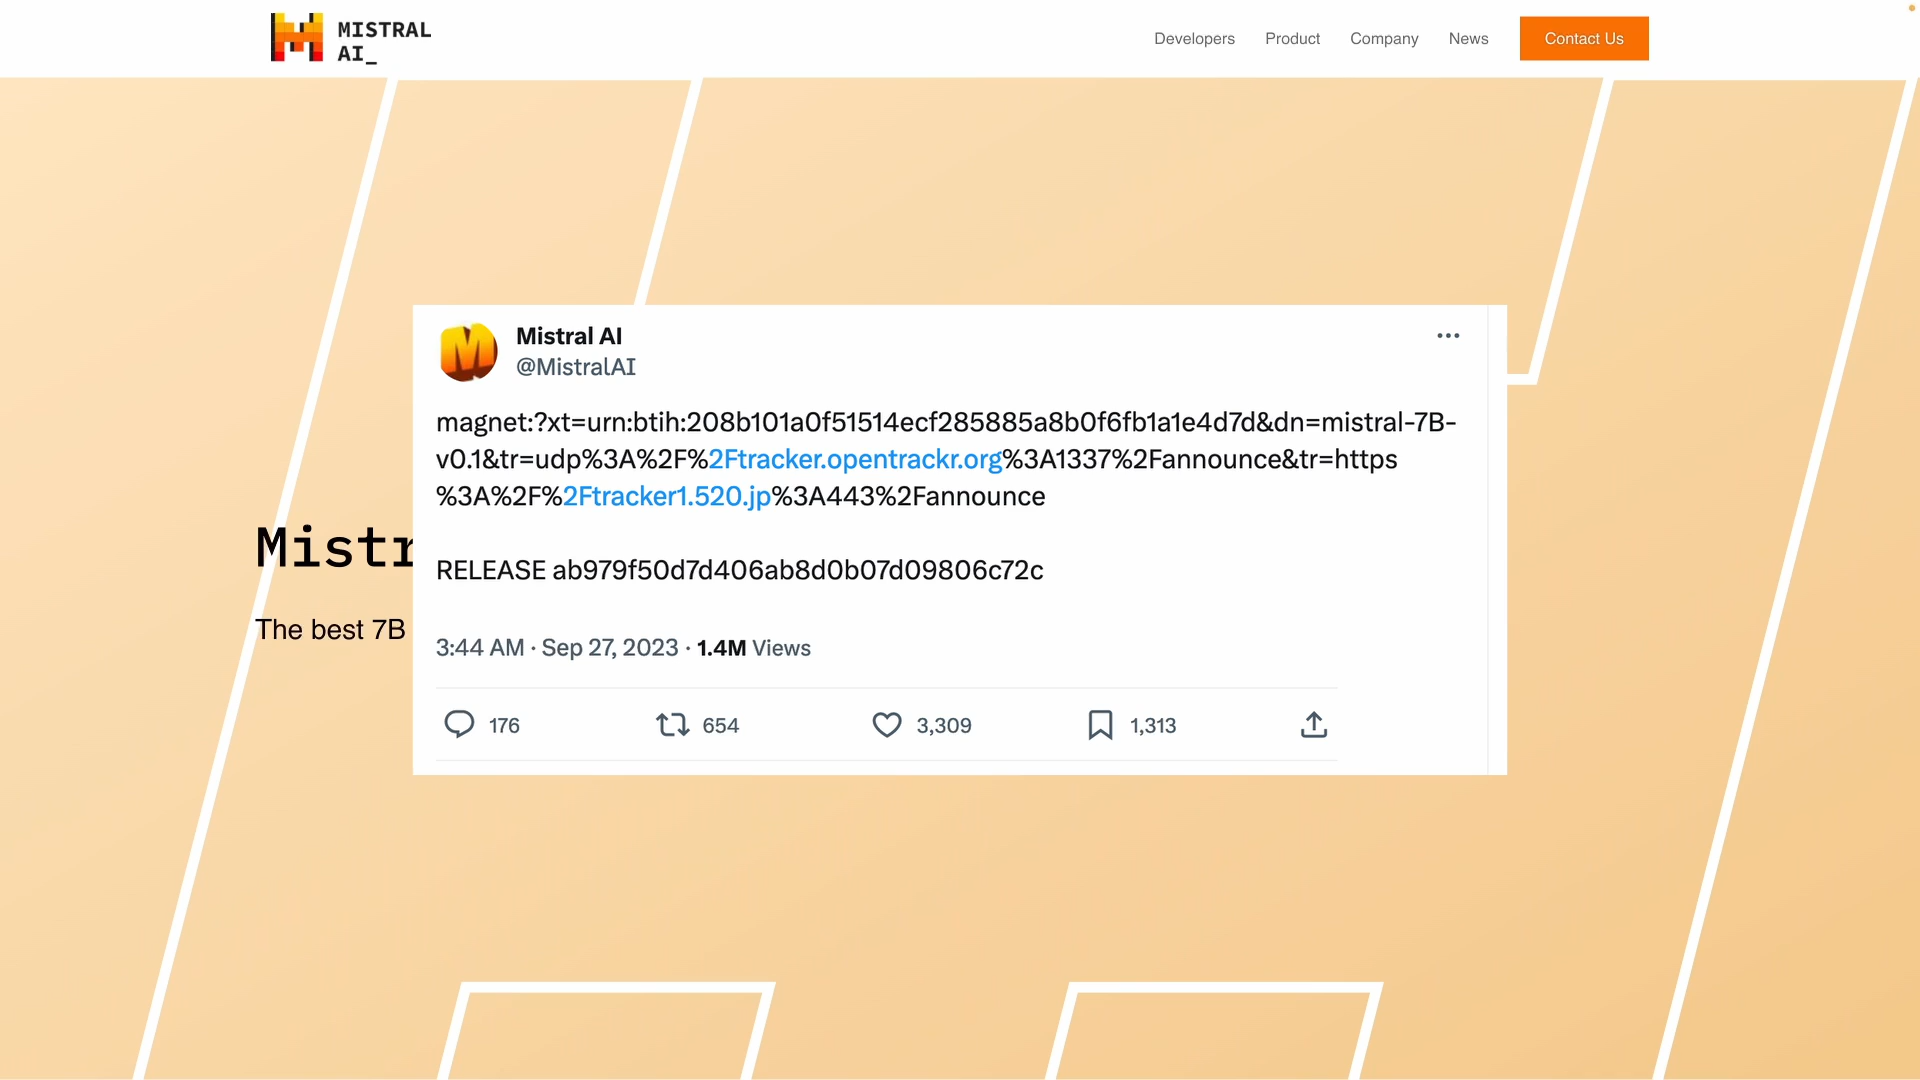 MISTRAL
AI_
Developers Product Company News Contact Us
Mistral AI
@MistralAI
magnet:?xt=urn:btih:208b101a0f51514ecf285885a8b0f6fb1a1e4d7d&dn=mistral-7B-
v0.1&tr=udp%3A%2F%2Ftracker.opentrackr.org%3A1337%2Fannounce&tr=https
%3A%2F%2Ftracker1.520.jp%3A443%2Fannounce
RELEASE ab979f50d7d406ab8d0b07d09806c72c
3:44 AM · Sep 27, 2023 · 1.4M Views
176 654 3,309 1,313
Mistr
The best 7B